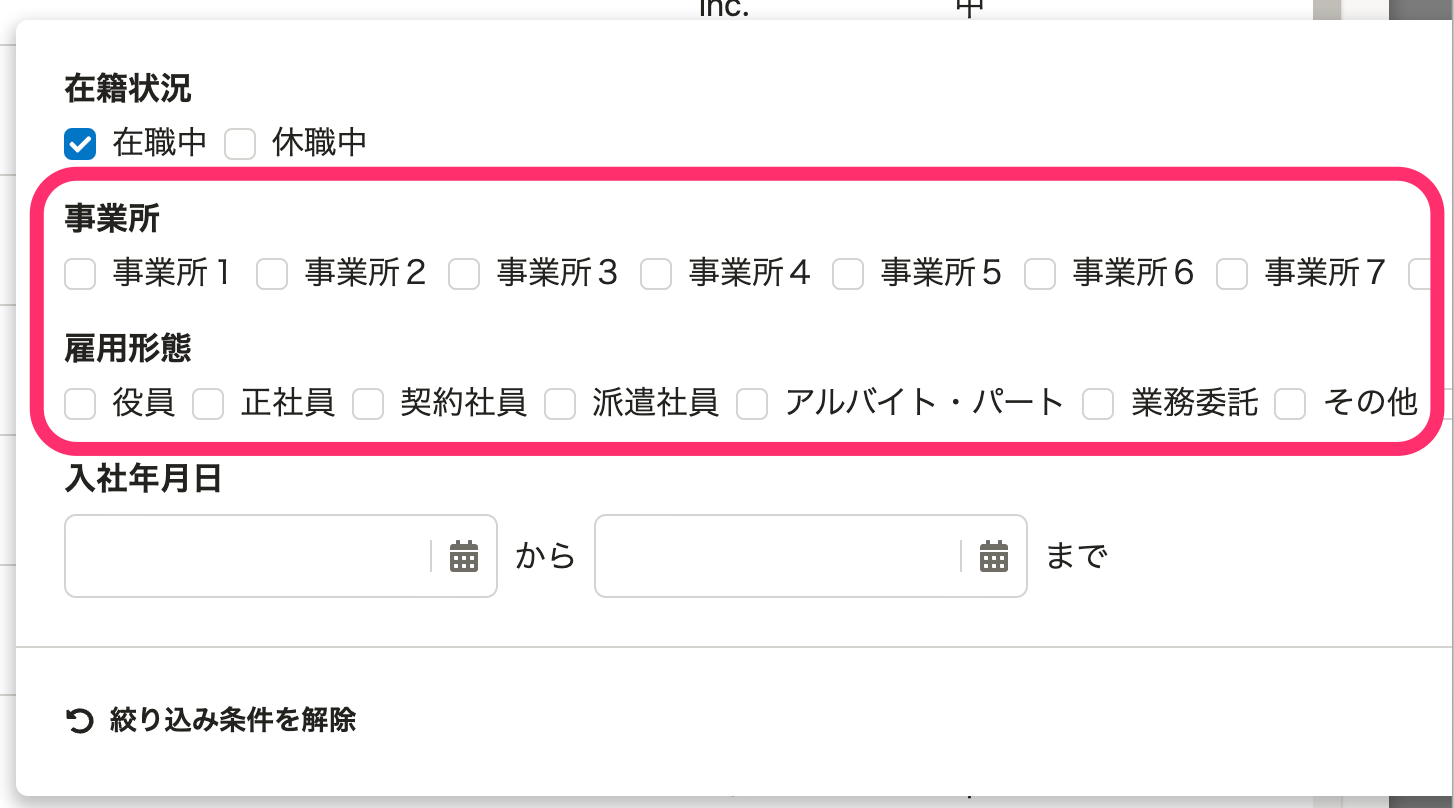 Inc. 中
在籍状況
在職中 休職中
事業所
事業所1 事業所2 事業所3 事業所4 事業所5 事業所6 事業所7
雇用形態
役員 正社員 契約社員 派遣社員 アルバイト・パート 業務委託 その他
入社年月日
から まで
絞り込み条件を解除